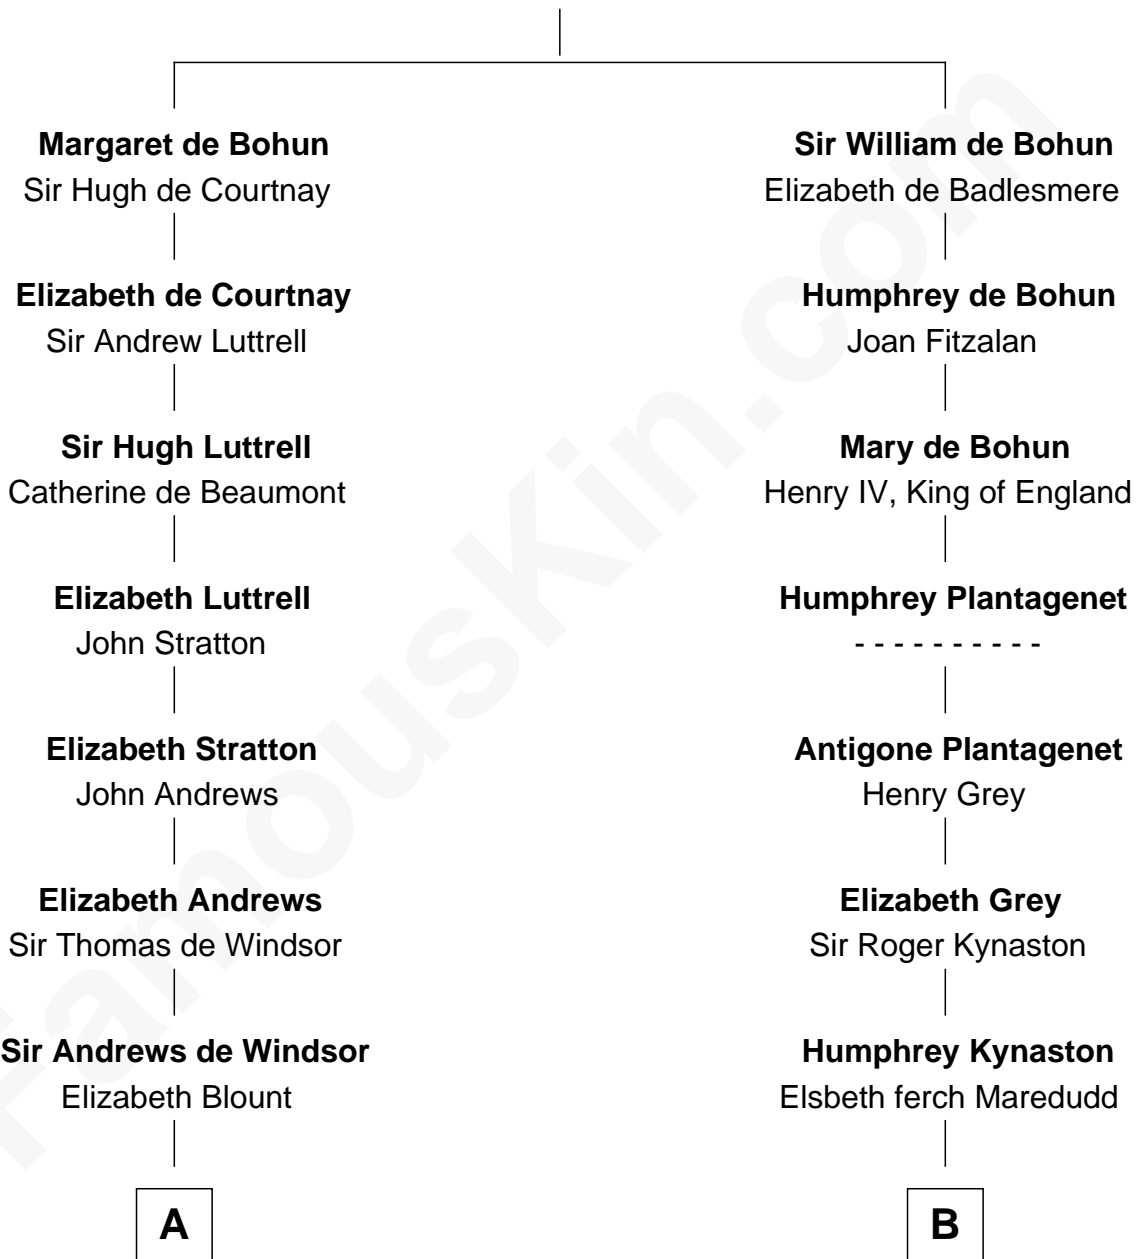 Margaret de Bohun
Sir Hugh de Courtnay
Elizabeth de Courtnay
Sir Andrew Luttrell
Sir Hugh Luttrell
Catherine de Beaumont
Elizabeth Luttrell
John Stratton
Elizabeth Stratton
John Andrews
Elizabeth Andrews
Sir Thomas de Windsor
Sir Andrews de Windsor
Elizabeth Blount
A
Sir William de Bohun
Elizabeth de Badlesmere
Humphrey de Bohun
Joan Fitzalan
Mary de Bohun
Henry IV, King of England
Humphrey Plantagenet
- - - - - - - - - -
Antigone Plantagenet
Henry Grey
Elizabeth Grey
Sir Roger Kynaston
Humphrey Kynaston
Elsbeth ferch Maredudd
B
FamousKin.com